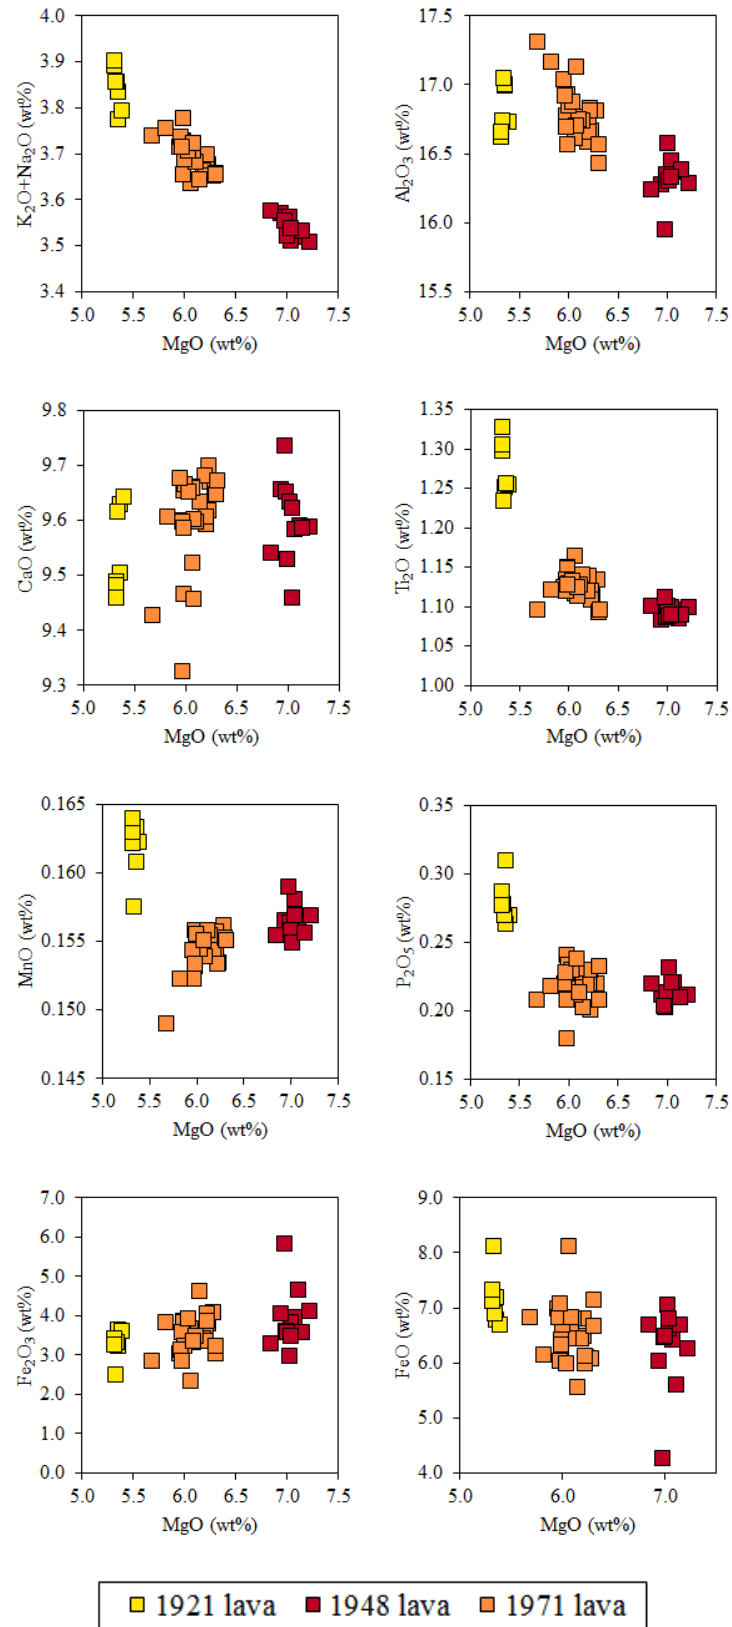 4.0
3.9
3.8
3.7
3.6
3.5
3.4
K₂O+Na₂O (wt%)
5.0 5.5 6.0 6.5 7.0 7.5
MgO (wt%)
17.5
17.0
16.5
16.0
15.5
Al₂O₃ (wt%)
5.0 5.5 6.0 6.5 7.0 7.5
MgO (wt%)
9.8
9.7
9.6
9.5
9.4
9.3
CaO (wt%)
5.0 5.5 6.0 6.5 7.0 7.5
MgO (wt%)
1.35
1.30
1.25
1.20
1.15
1.10
1.05
1.00
Ti₂O (wt%)
5.0 5.5 6.0 6.5 7.0 7.5
MgO (wt%)
0.165
0.160
0.155
0.150
0.145
MnO (wt%)
5.0 5.5 6.0 6.5 7.0 7.5
MgO (wt%)
0.35
0.30
0.25
0.20
0.15
P₂O₅ (wt%)
5.0 5.5 6.0 6.5 7.0 7.5
MgO (wt%)
7.0
6.0
5.0
4.0
3.0
2.0
1.0
0.0
Fe₂O₃ (wt%)
5.0 5.5 6.0 6.5 7.0 7.5
MgO (wt%)
9.0
8.0
7.0
6.0
5.0
4.0
FeO (wt%)
5.0 6.0 7.0
MgO (wt%)
1921 lava 1948 lava 1971 lava